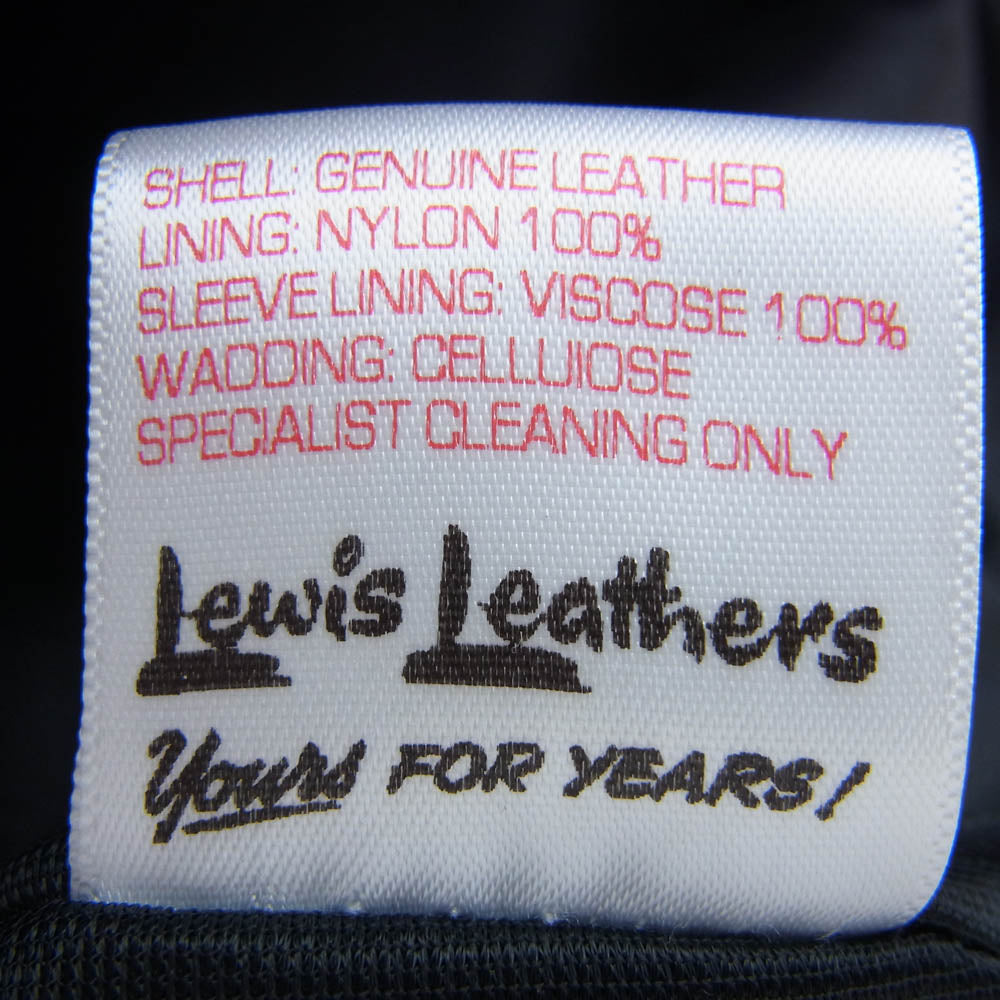 SHELL: GENUINE LEATHER
LINING: NYLON 100%
SLEEVE LINING: VISCOSE 100%
WADDING: CELLUIOSE
SPECIALIST CLEANING ONLY
Lewis Leathers
Yours FOR YEARS!